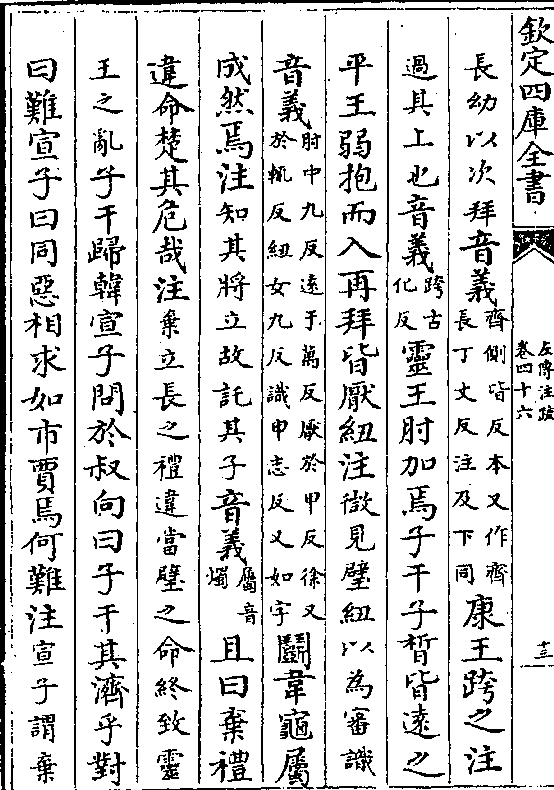 欽定四庫全書
左傳注疏
卷四十六
十三
長幼以次拜音義齊側皆反本又作齊長丁丈反注及下同康王跨之注
過其上也音義跨古化反靈王肘加焉子干子皙皆遠之
平王弱抱而入再拜皆厭紐注微見璧紐以為審識
音義肘中九反遠于萬反厭於甲反徐又於輒反紐女九反識申志反又如字鬭韋龜屬
成然焉注知其將立故託其子音義屬音燭且曰棄禮
違命楚其危哉注棄立長之禮違當璧之命終致靈
王之亂子干歸韓宣子問於叔向曰子干其濟乎對
曰難宣子曰同惡相求如市賈焉何難注宣子謂棄